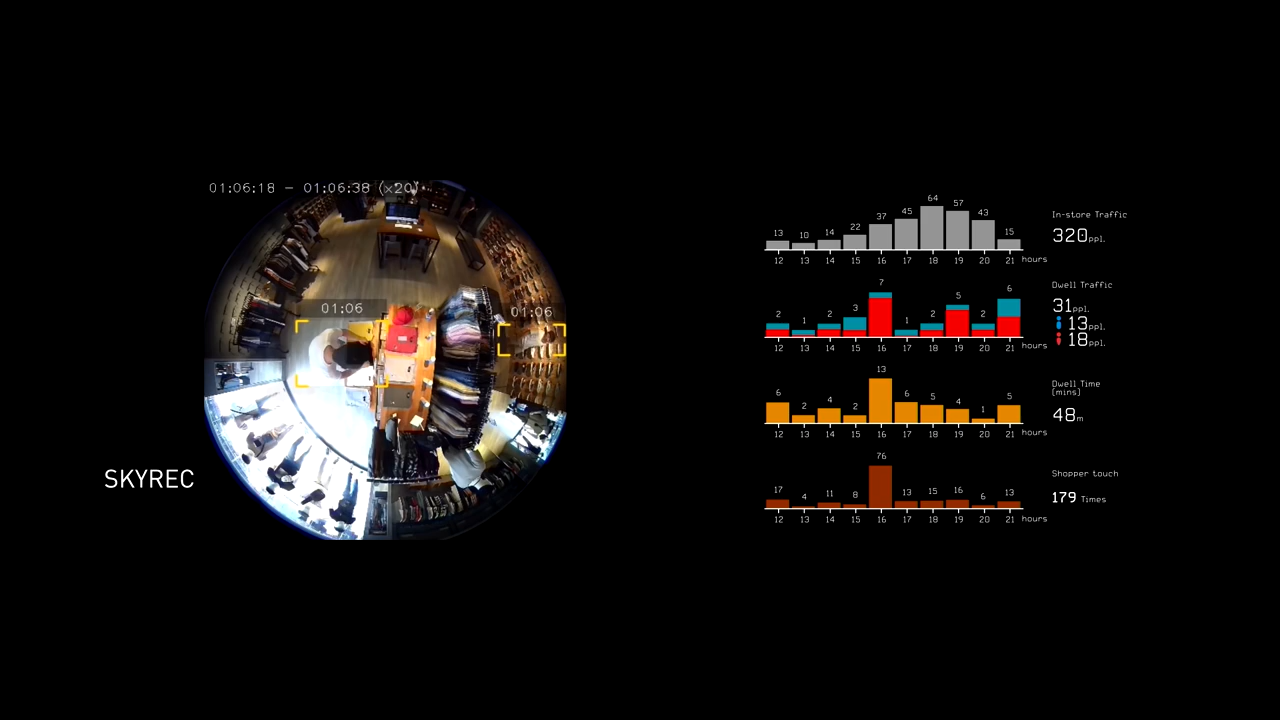 01:06:18 - 01:06:38 (x20)
01:06
01:06
SKYREC
13 10 14 22 37 45 64 57 43 15
12 13 14 15 16 17 18 19 20 21 hours
In-store Traffic
320ppl.
2 1 2 3 7 1 2 5 2 6
12 13 14 15 16 17 18 19 20 21 hours
Dwell Traffic
31ppl.
13ppl.
18ppl.
6 2 4 2 13 6 5 4 1 5
12 13 14 15 16 17 18 19 20 21 hours
Dwell Time
[mins]
48m
17 4 11 8 76 13 15 16 6 13
12 13 14 15 16 17 18 19 20 21 hours
Shopper touch
179 Times